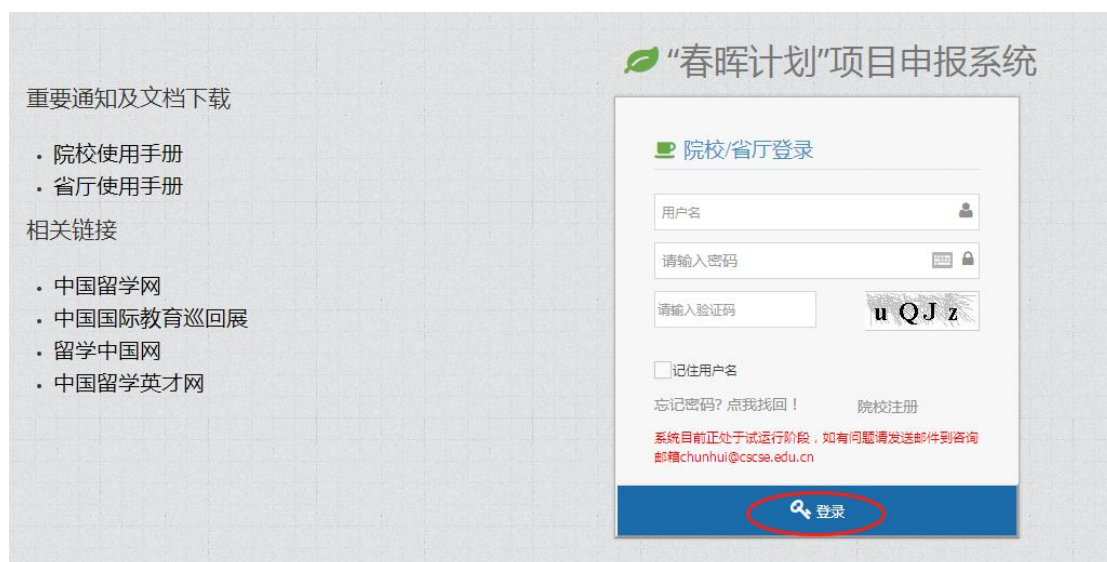 “春晖计划”项目申报系统
重要通知及文档下载
院校使用手册
省厅使用手册
相关链接
中国留学网
中国国际教育巡回展
留学中国网
中国留学英才网
院校/省厅登录
用户名
请输入密码
请输入验证码
u Q J z
记住用户名
忘记密码? 点我找回！
院校注册
系统目前正处于试运行阶段，如有问题请发送邮件到咨询
邮箱chunhui@cscse.edu.cn
登录